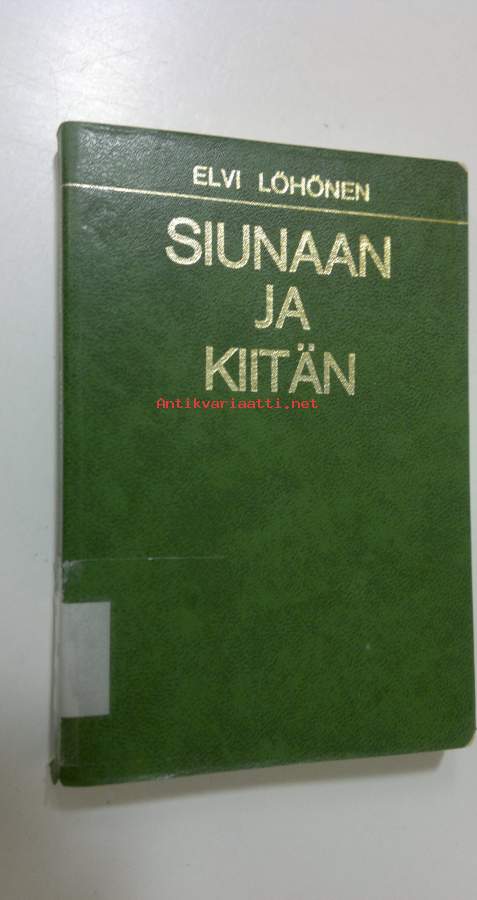 ELVI LÖHÖNEN
SIUNAAN
JA
KIITÄN
Antikvariaatti.net